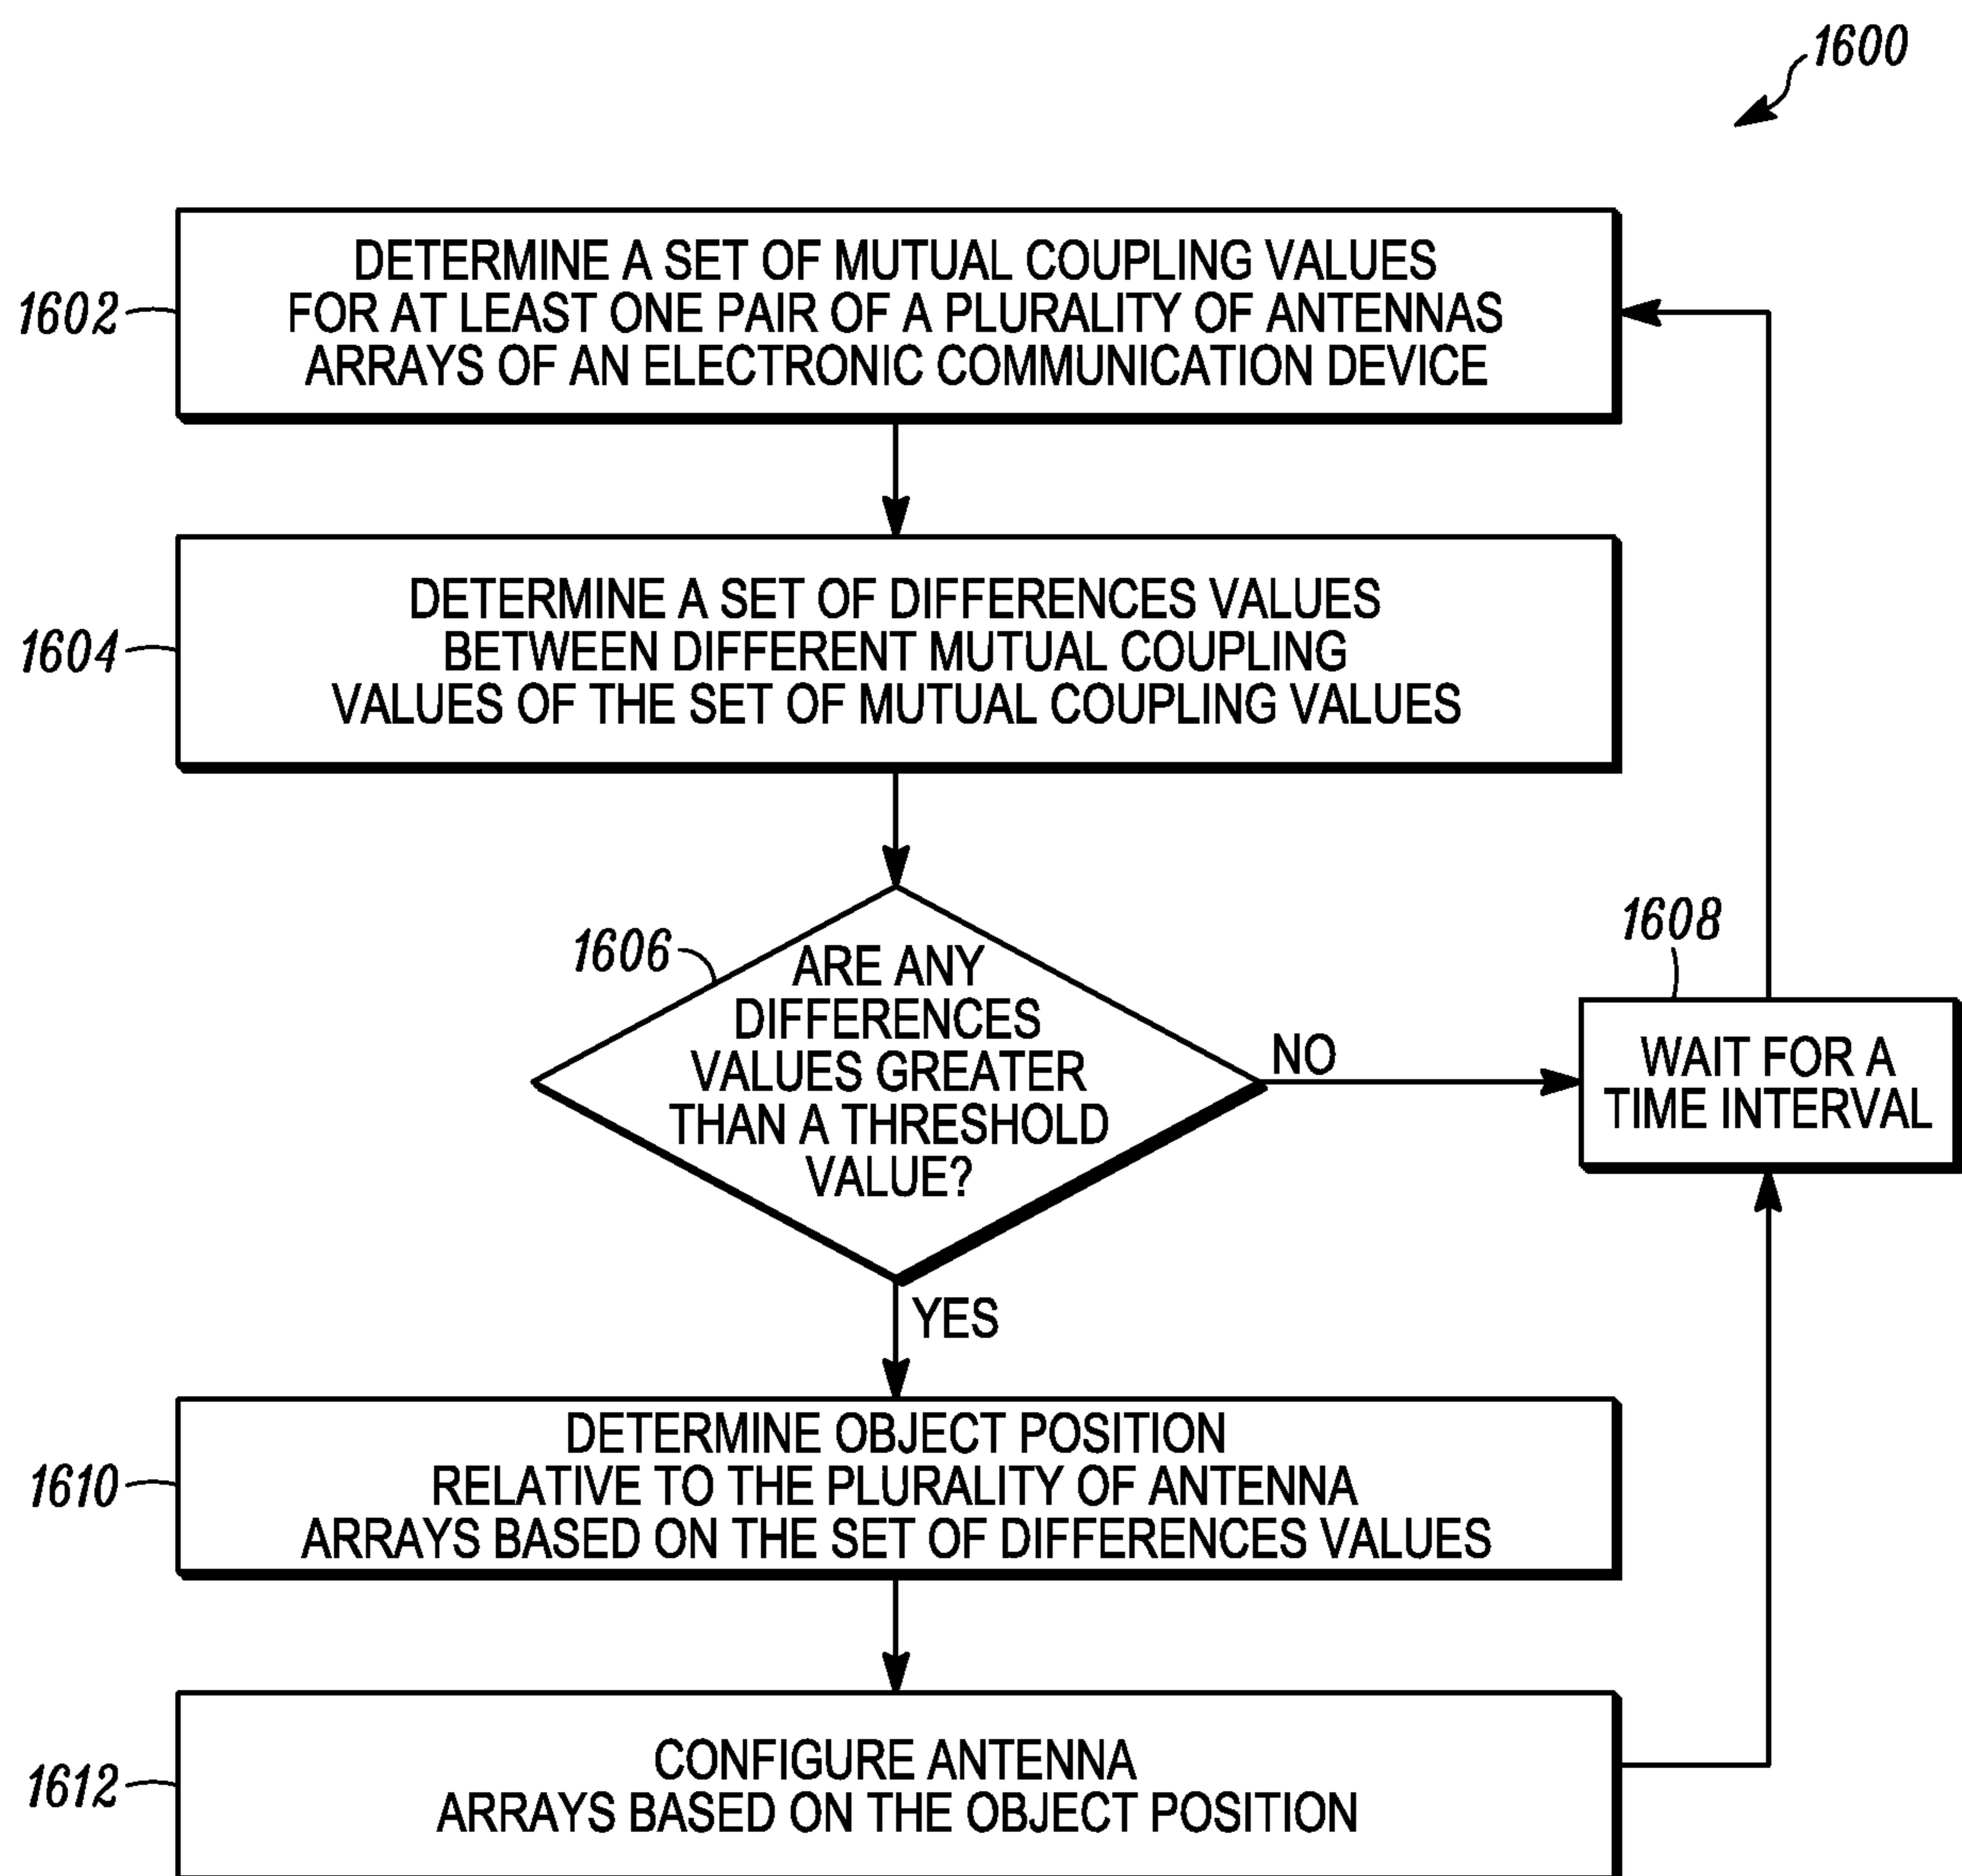 1600
1602
DETERMINE A SET OF MUTUAL COUPLING VALUES
FOR AT LEAST ONE PAIR OF A PLURALITY OF ANTENNAS
ARRAYS OF AN ELECTRONIC COMMUNICATION DEVICE
1604
DETERMINE A SET OF DIFFERENCES VALUES
BETWEEN DIFFERENT MUTUAL COUPLING
VALUES OF THE SET OF MUTUAL COUPLING VALUES
1606
ARE ANY
DIFFERENCES
VALUES GREATER
THAN A THRESHOLD
VALUE?
NO
1608
WAIT FOR A
TIME INTERVAL
YES
1610
DETERMINE OBJECT POSITION
RELATIVE TO THE PLURALITY OF ANTENNA
ARRAYS BASED ON THE SET OF DIFFERENCES VALUES
1612
CONFIGURE ANTENNA
ARRAYS BASED ON THE OBJECT POSITION